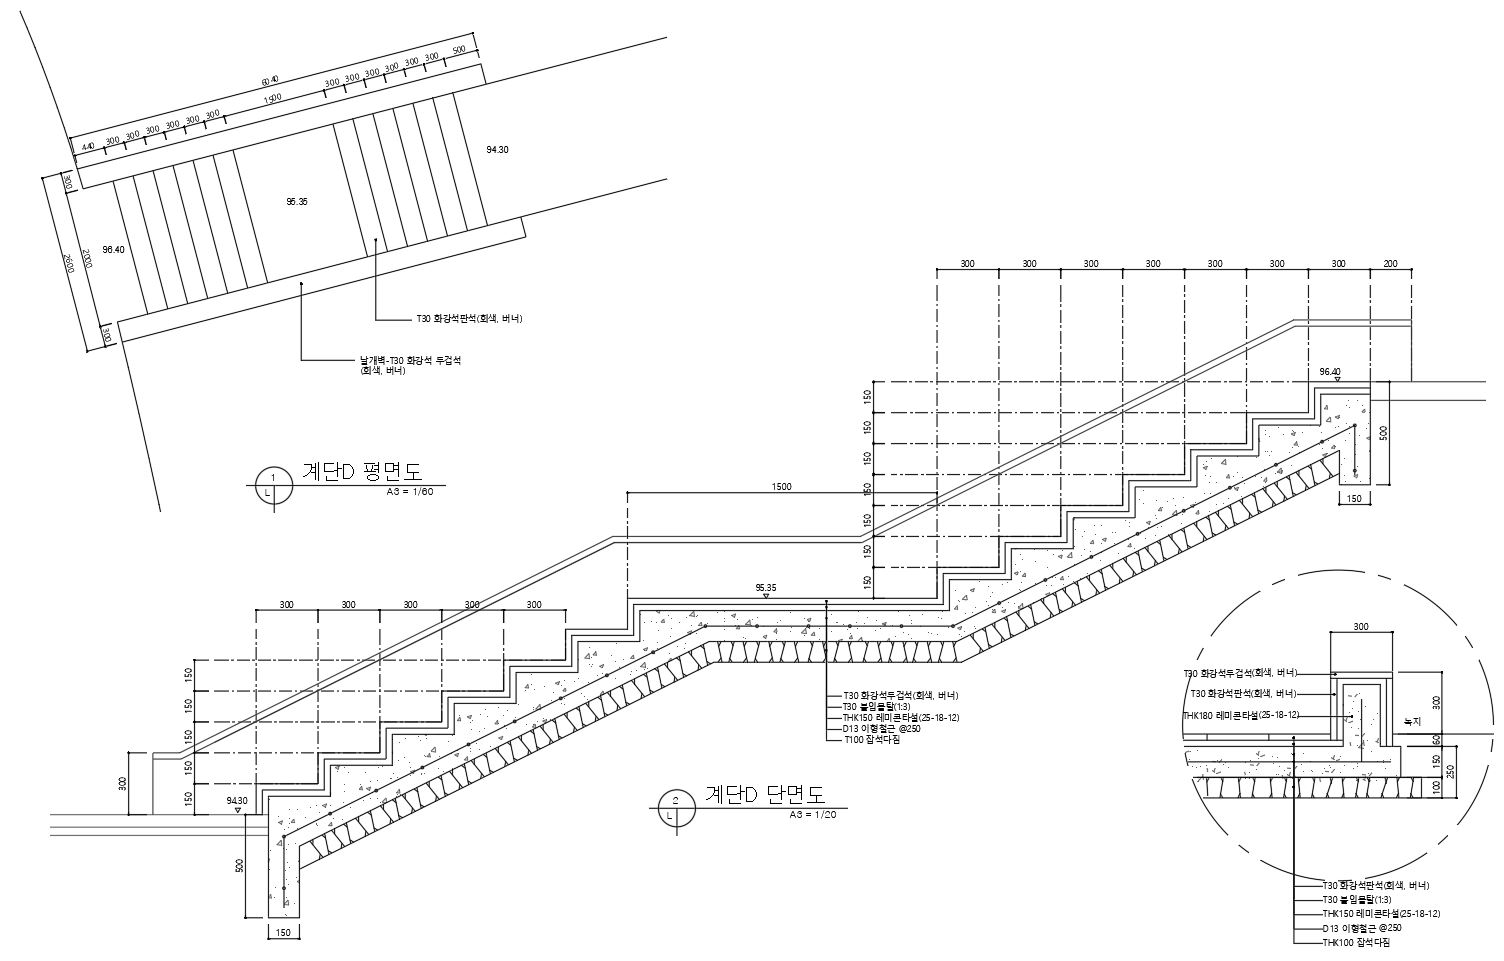 6040
440
300
300
300
300
300
300
1500
300
300
300
300
300
300
500
300
2000
2600
300
96.40
95.35
94.30
T30 화강석판석(회색, 버너)
날개벽-T30 화강석 두겁석
(회색, 버너)
1
L
계단D 평면도
A3 = 1/60
300
300
300
300
300
300
300
200
96.40
150
150
150
150
150
150
150
500
150
1500
95.35
300
300
300
300
300
150
150
150
150
150
300
94.30
500
150
T30 화강석두겁석(회색, 버너)
T30 붙임몰탈(1:3)
THK150 레미콘타설(25-18-12)
D13 이형철근 @250
T100 잡석다짐
2
L
계단D 단면도
A3 = 1/20
300
T30 화강석두겁석(회색, 버너)
T30 화강석판석(회색, 버너)
THK180 레미콘타설(25-18-12)
녹지
300
60
150
100
250
T30 화강석판석(회색, 버너)
T30 붙임몰탈(1:3)
THK150 레미콘타설(25-18-12)
D13 이형철근 @250
THK100 잡석다짐